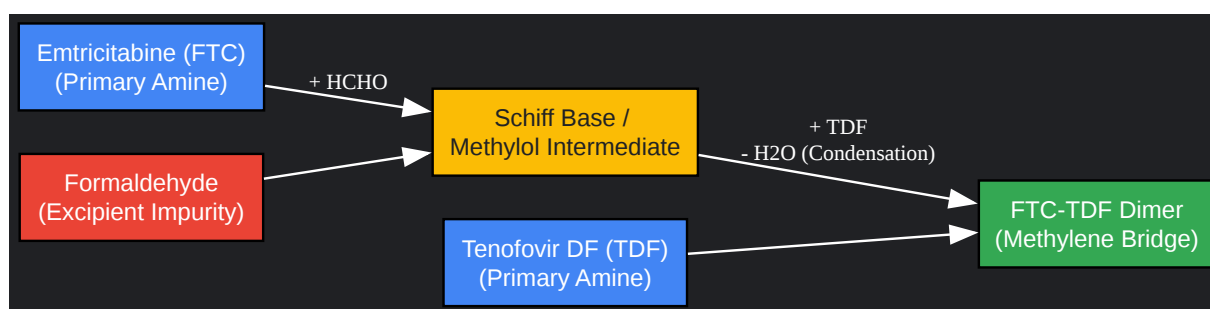 Emtricitabine (FTC)
(Primary Amine)
+ HCHO
Formaldehyde
(Excipient Impurity)
Schiff Base /
Methylol Intermediate
+ TDF
- H2O (Condensation)
Tenofovir DF (TDF)
(Primary Amine)
FTC-TDF Dimer
(Methylene Bridge)